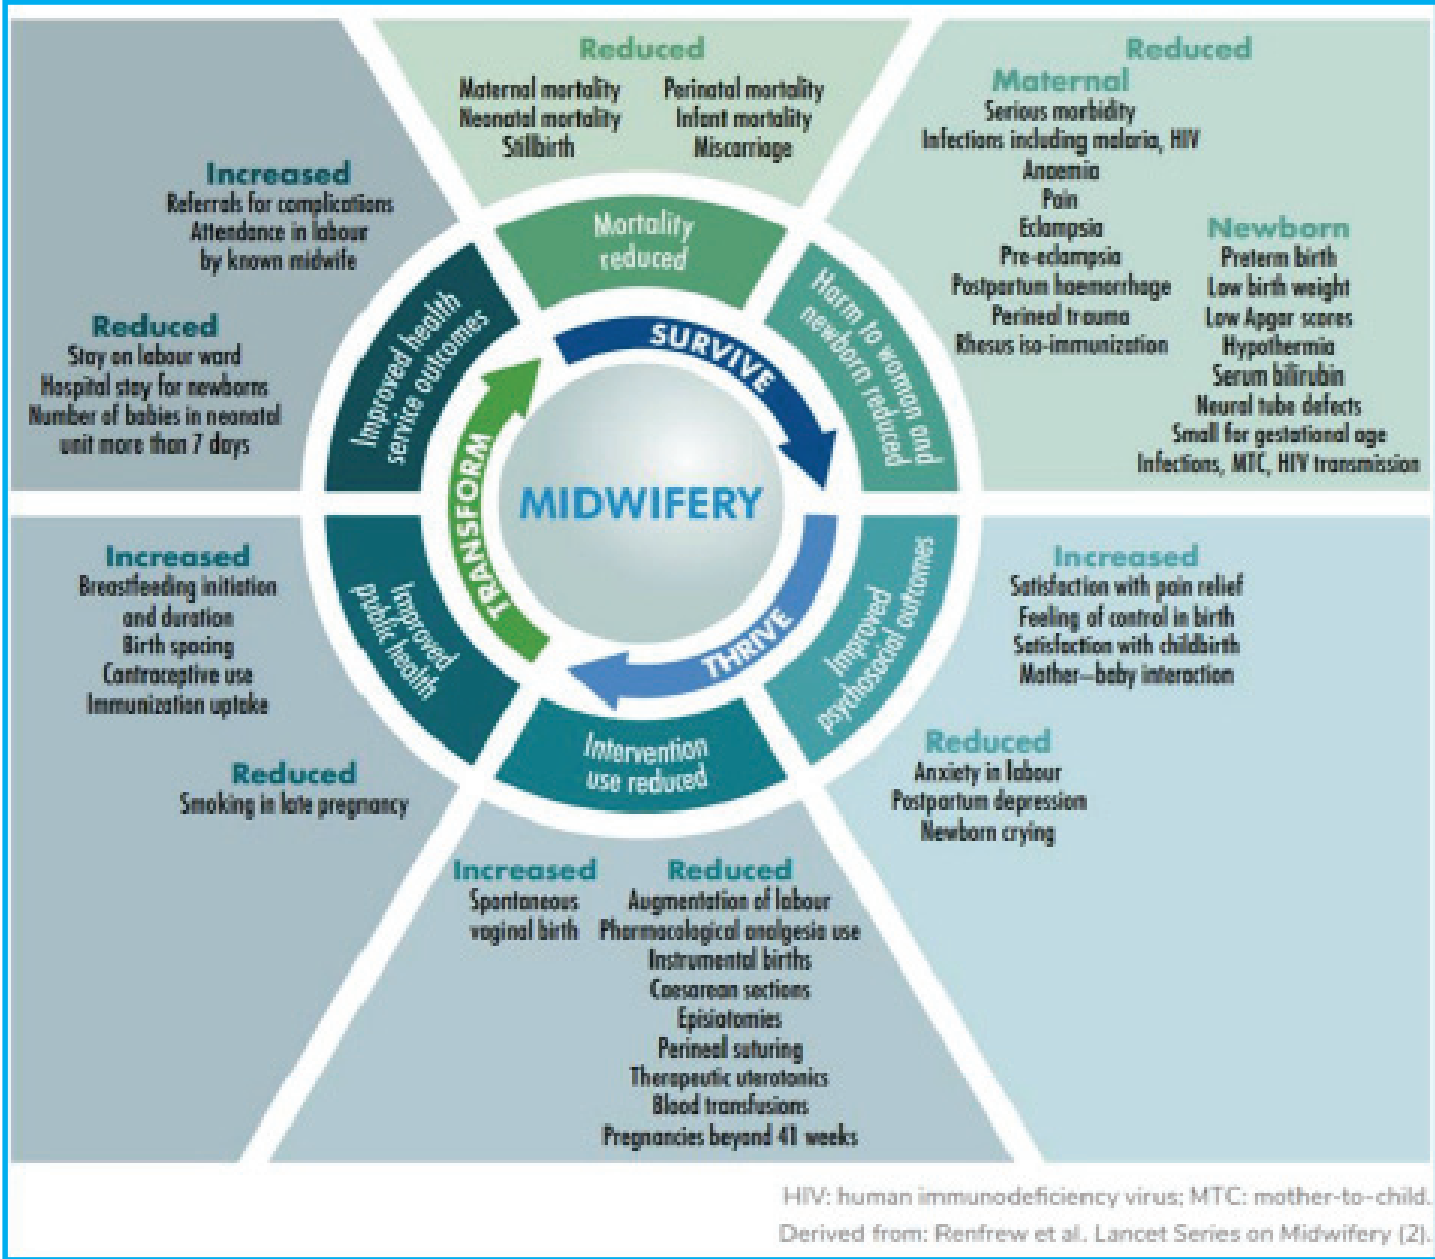 Reduced
Maternal mortality
Neonatal mortality
Stillbirth
Perinatal mortality
Infant mortality
Miscarriage
Reduced
Maternal
Serious morbidity
Infections including malaria, HIV
Anaemia
Pain
Eclampsia
Pre-eclampsia
Postpartum haemorrhage
Perineal trauma
Rhesus iso-immunization
Newborn
Preterm birth
Low birth weight
Low Apgar scores
Hypothermia
Serum bilirubin
Neural tube defects
Small for gestational age
Infections, MTC, HIV transmission
Increased
Referrals for complications
Attendance in labour
by known midwife
Reduced
Stay on labour ward
Hospital stay for newborns
Number of babies in neonatal
unit more than 7 days
Mortality
reduced
Harm to woman and
newborn reduced
Improved health
service outcomes
SURVIVE
TRANSFORM
MIDWIFERY
THRIVE
Improved
public health
Improved
psychosocial outcomes
Intervention
use reduced
Increased
Breastfeeding initiation
and duration
Birth spacing
Contraceptive use
Immunization uptake
Reduced
Smoking in late pregnancy
Increased
Satisfaction with pain relief
Feeling of control in birth
Satisfaction with childbirth
Mother–baby interaction
Reduced
Anxiety in labour
Postpartum depression
Newborn crying
Increased
Spontaneous
vaginal birth
Reduced
Augmentation of labour
Pharmacological analgesia use
Instrumental births
Caesarean sections
Episiotomies
Perineal suturing
Therapeutic uterotonics
Blood transfusions
Pregnancies beyond 41 weeks
HIV: human immunodeficiency virus; MTC: mother-to-child.
Derived from: Renfrew et al. Lancet Series on Midwifery (2).